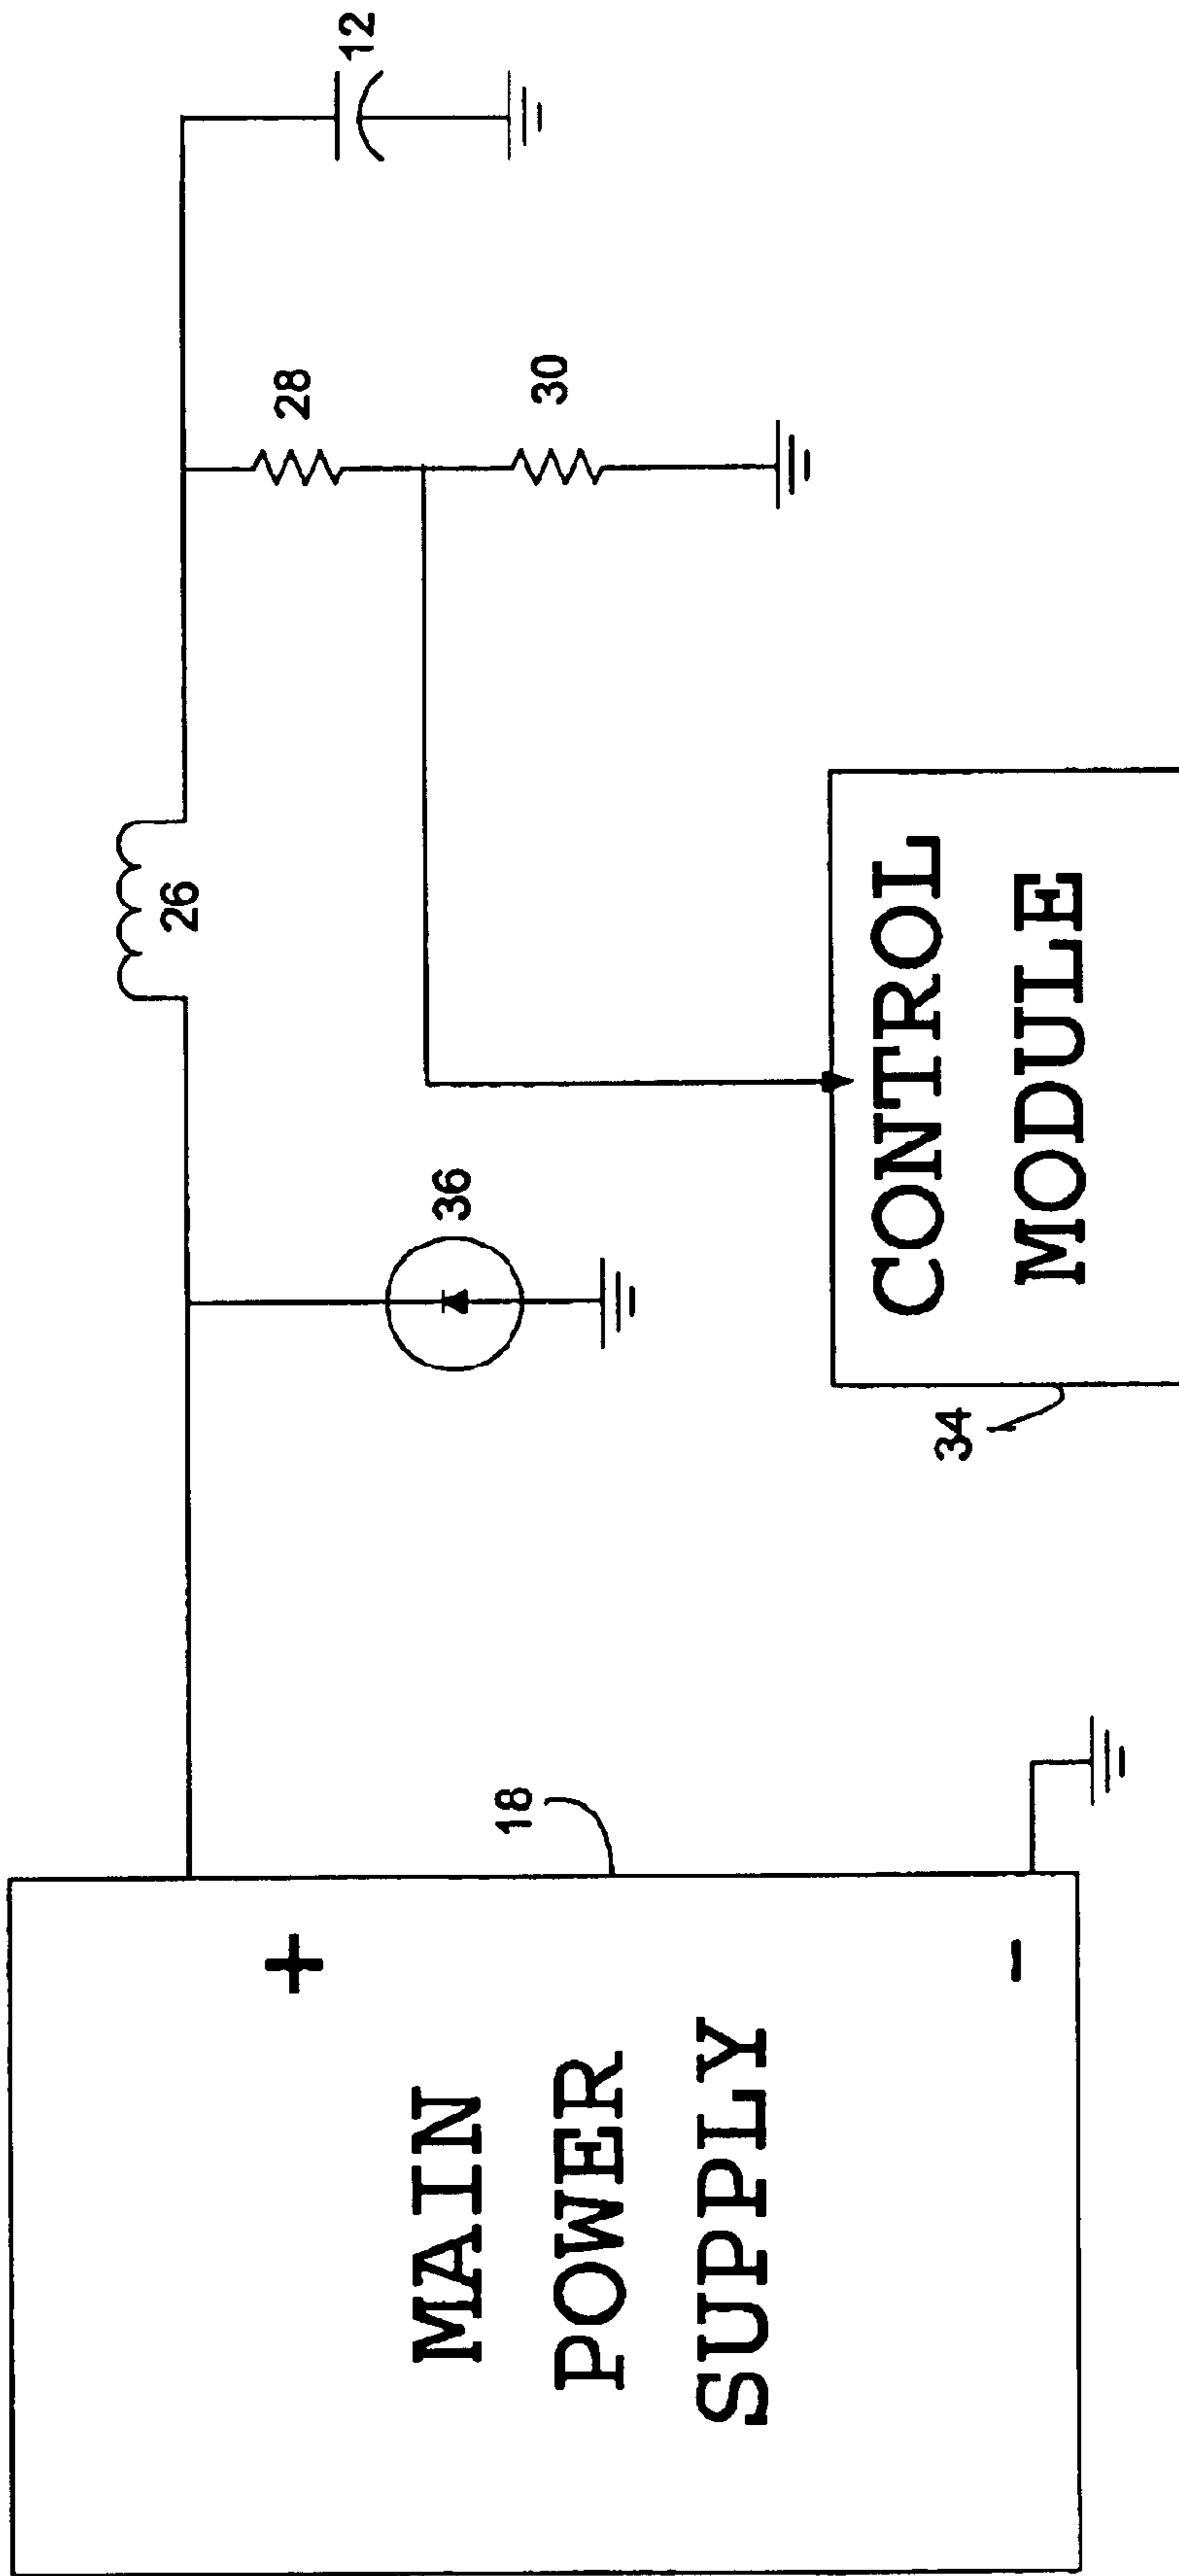 12
28
30
26
36
CONTROL
MODULE
34
18
+
-
MAIN
POWER
SUPPLY